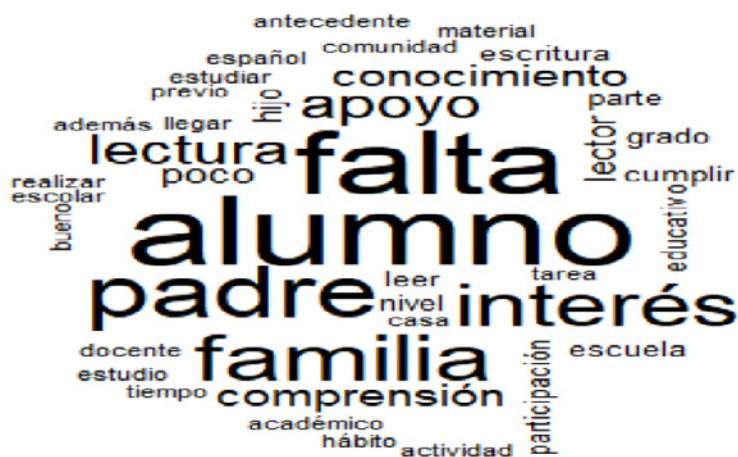 antecedente
material
español
comunidad
escritura
estudiar
conocimiento
previo
hijo
apoyo
parte
además
llegar
lector
grado
lectura
falta
realizar
poco
cumplir
escolar
bueno
alumno
educativo
padre
leer
tarea
nivel
interés
casa
docente
familia
participación
escuela
estudio
tiempo
comprensión
académico
hábito
actividad